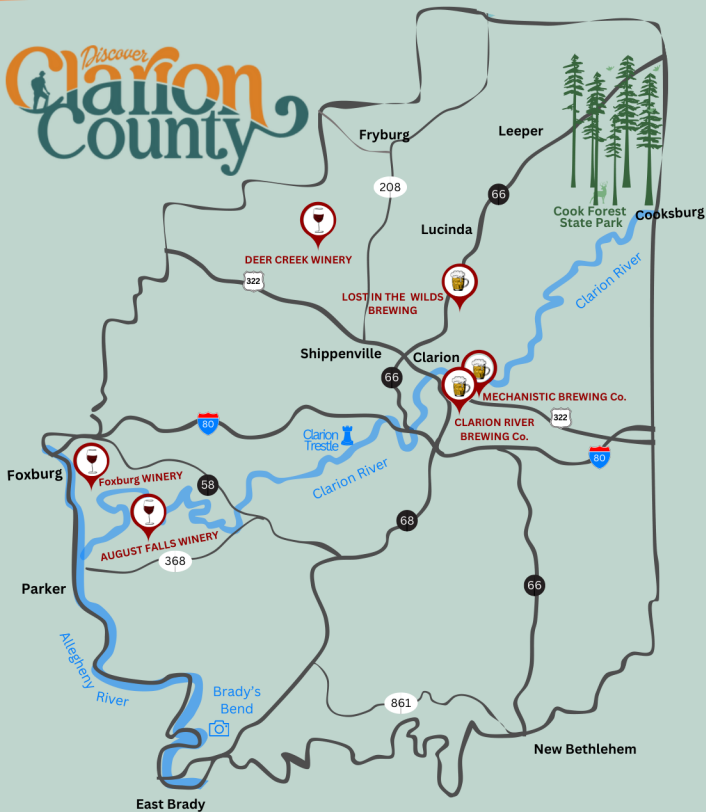 Discover
Clarion
County
Fryburg
Leeper
208
66
Cook Forest
State Park
Cooksburg
Lucinda
DEER CREEK WINERY
322
Clarion River
LOST IN THE WILDS
BREWING
Shippenville
Clarion
66
MECHANISTIC BREWING Co.
322
CLARION RIVER
BREWING Co.
80
Clarion
Trestle
80
Foxburg
Foxburg WINERY
Clarion River
58
68
AUGUST FALLS WINERY
368
Parker
66
Allegheny River
Brady's
Bend
861
New Bethlehem
East Brady